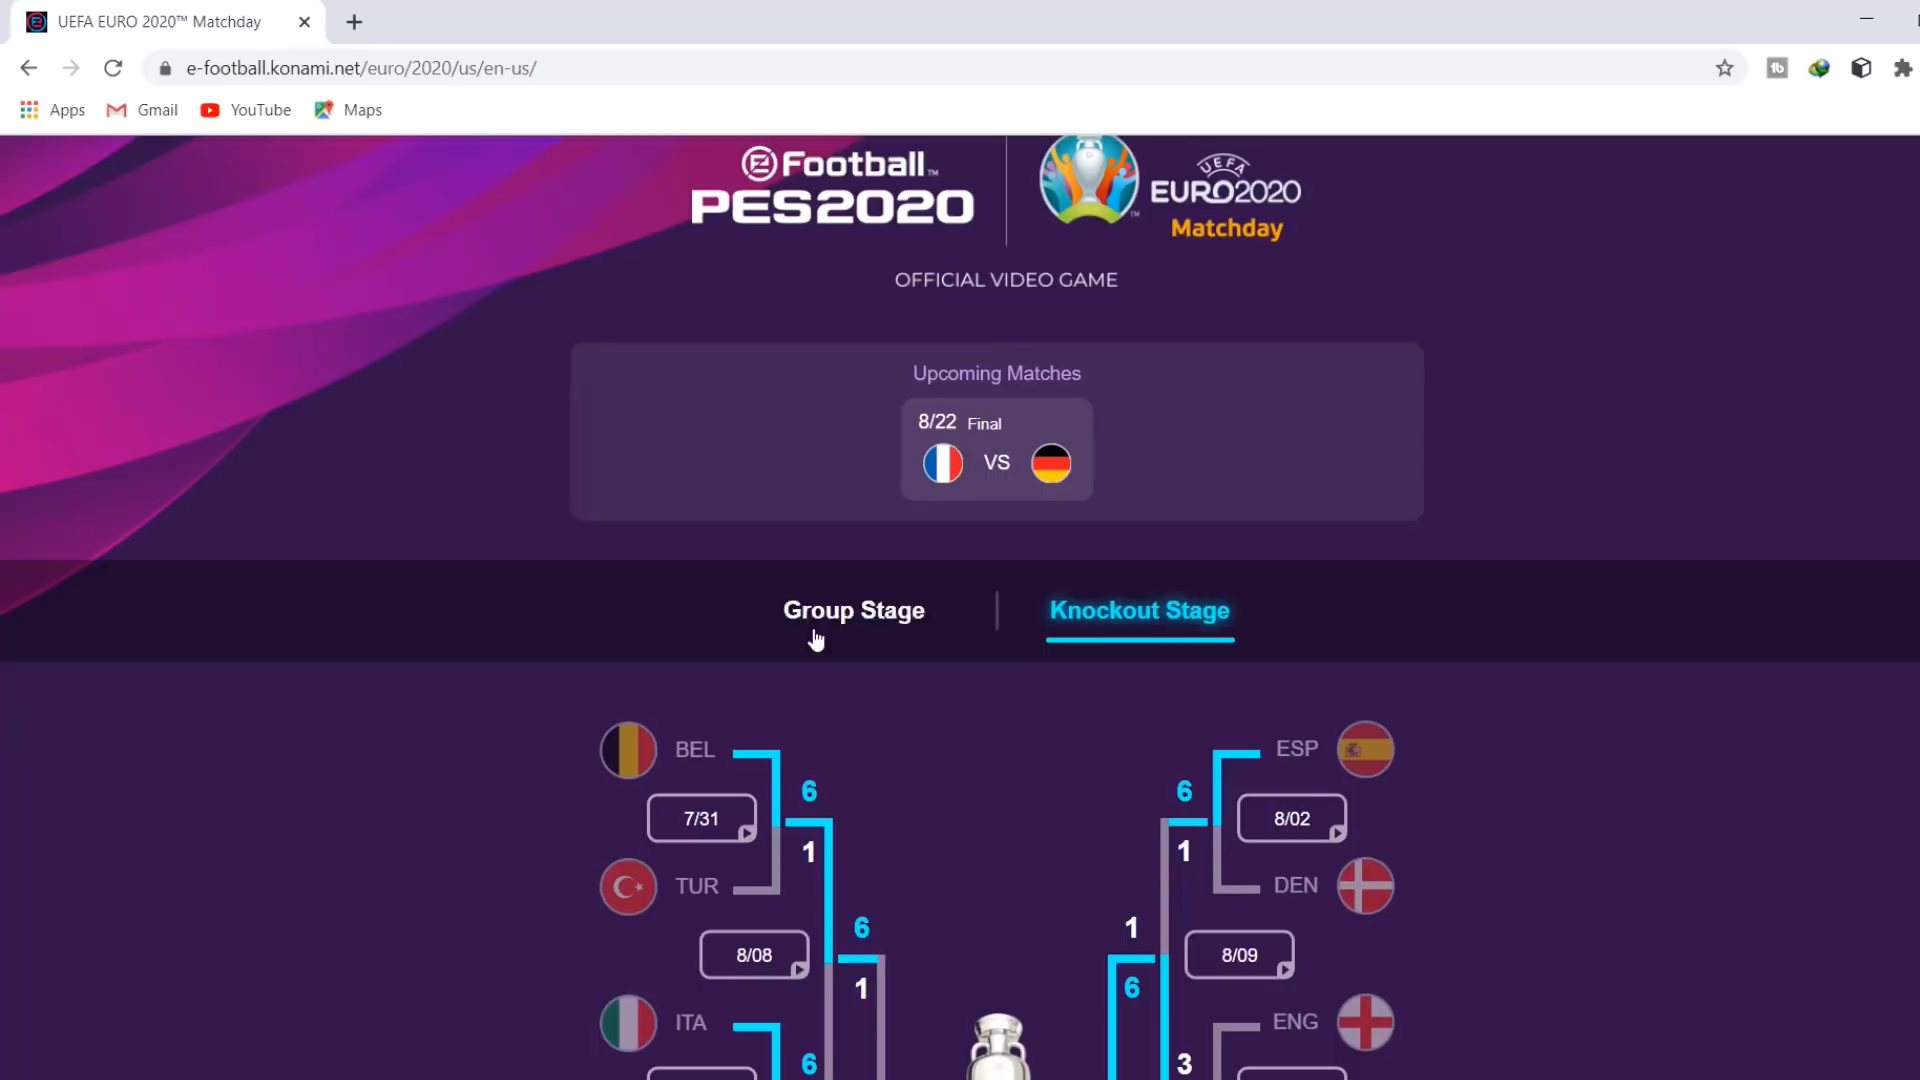 UEFA EURO 2020™ Matchday
e-football.konami.net/euro/2020/us/en-us/
Apps
Gmail
YouTube
Maps
eFootball™
PES2020
UEFA
EURO2020
Matchday
OFFICIAL VIDEO GAME
Upcoming Matches
8/22 Final
VS
Group Stage
Knockout Stage
BEL
ESP
6
6
7/31
8/02
1
1
TUR
DEN
6
1
8/08
8/09
1
6
ITA
ENG
6
3